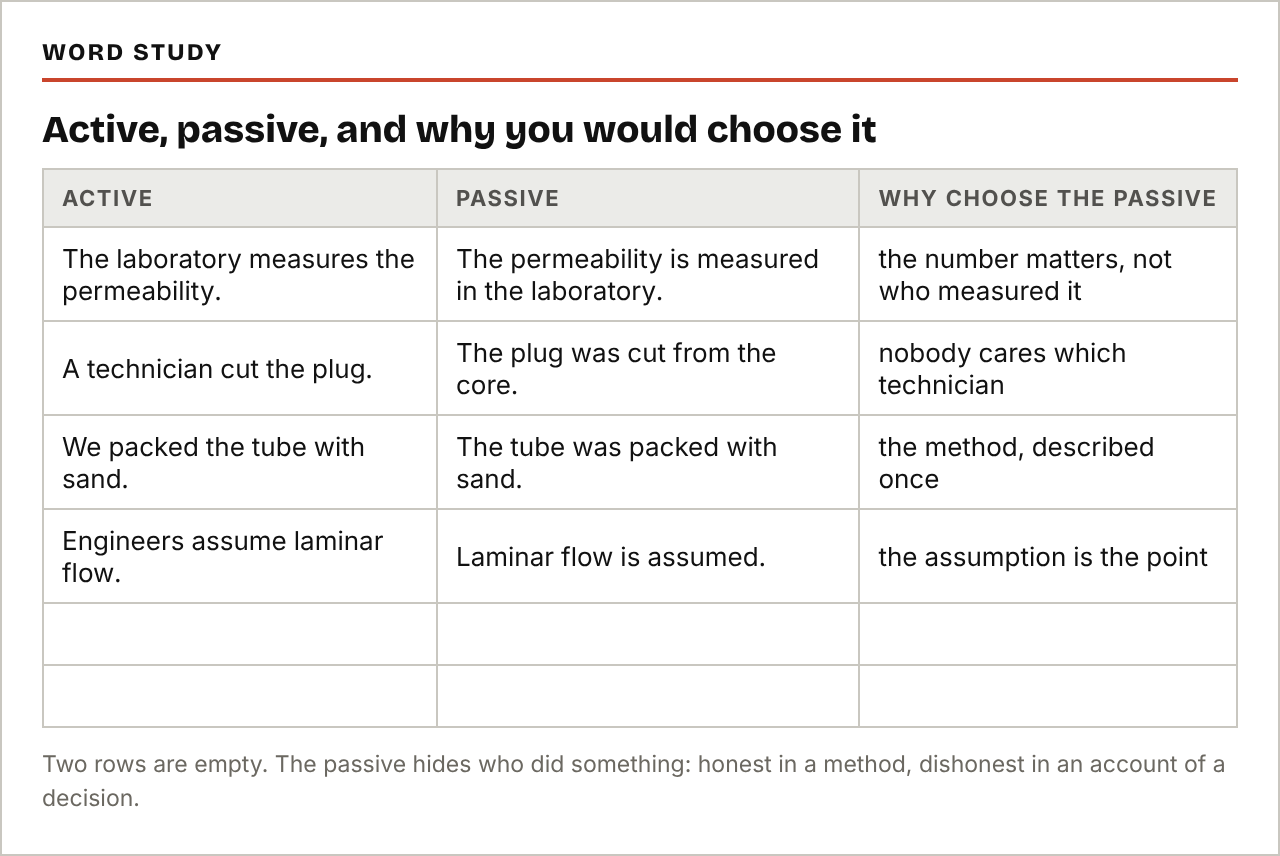 WORD STUDY
Active, passive, and why you would choose it
ACTIVE
PASSIVE
WHY CHOOSE THE PASSIVE
The laboratory measures the
permeability.
The permeability is measured
in the laboratory.
the number matters, not
who measured it
A technician cut the plug.
The plug was cut from the
core.
nobody cares which
technician
We packed the tube with
sand.
The tube was packed with
sand.
the method, described
once
Engineers assume laminar
flow.
Laminar flow is assumed.
the assumption is the point
Two rows are empty. The passive hides who did something: honest in a method, dishonest in an account of a
decision.